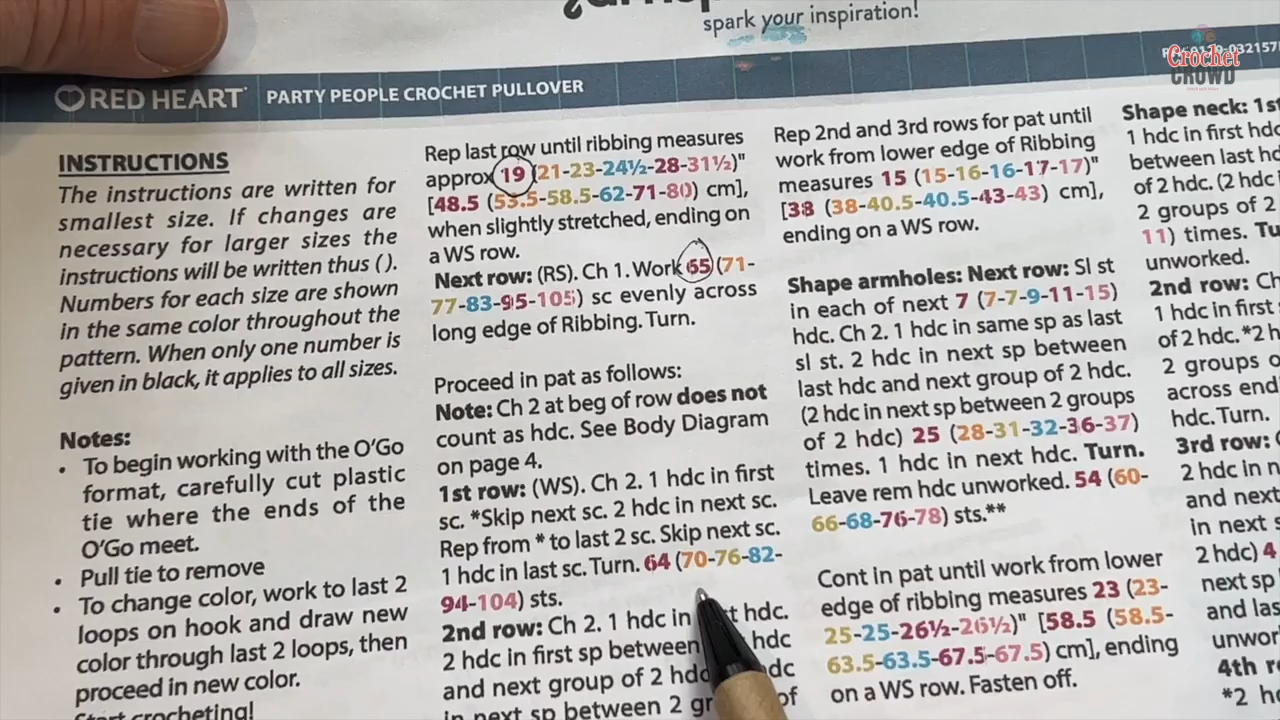 spark your inspiration!
Crochet
CROWD
RED HEART PARTY PEOPLE CROCHET PULLOVER
INSTRUCTIONS
The instructions are written for
smallest size. If changes are
necessary for larger sizes the
instructions will be written thus ( ).
Numbers for each size are shown
in the same color throughout the
pattern. When only one number is
given in black, it applies to all sizes.
Notes:
• To begin working with the O'Go
format, carefully cut plastic
tie where the ends of the
O'Go meet.
• Pull tie to remove
• To change color, work to last 2
loops on hook and draw new
color through last 2 loops, then
proceed in new color.
Start crocheting!
Rep last row until ribbing measures
approx 19 (21-23-24½-28-31½)"
[48.5 (53.5-58.5-62-71-80) cm],
when slightly stretched, ending on
a WS row.
Next row: (RS). Ch 1. Work 65 (71-
77-83-95-105) sc evenly across
long edge of Ribbing. Turn.
Proceed in pat as follows:
Note: Ch 2 at beg of row does not
count as hdc. See Body Diagram
on page 4.
1st row: (WS). Ch 2. 1 hdc in first
sc. *Skip next sc. 2 hdc in next sc.
Rep from * to last 2 sc. Skip next sc.
1 hdc in last sc. Turn. 64 (70-76-82-
94-104) sts.
2nd row: Ch 2. 1 hdc in hdc.
2 hdc in first sp between hdc
and next group of 2 hdc
in next sp between 2 of
Rep 2nd and 3rd rows for pat until
work from lower edge of Ribbing
measures 15 (15-16-16-17-17)"
[38 (38-40.5-40.5-43-43) cm],
ending on a WS row.
Shape armholes: Next row: Sl st
in each of next 7 (7-7-9-11-15)
hdc. Ch 2. 1 hdc in same sp as last
sl st. 2 hdc in next sp between
last hdc and next group of 2 hdc.
(2 hdc in next sp between 2 groups
of 2 hdc) 25 (28-31-32-36-37)
times. 1 hdc in next hdc. Turn.
Leave rem hdc unworked. 54 (60-
66-68-76-78) sts.**
Cont in pat until work from lower
edge of ribbing measures 23 (23-
25-25-26½-26½)" [58.5 (58.5-
63.5-63.5-67.5-67.5) cm], ending
on a WS row. Fasten off.
Shape neck: 1st
1 hdc in first hdc
between last hd
of 2 hdc. (2 hdc
2 groups of 2
11) times. Tu
unworked.
2nd row: Ch
1 hdc in first
of 2 hdc. *2 h
2 groups o
across end
hdc. Turn.
3rd row:
2 hdc in n
and next
in next s
2 hdc) 4
next sp
and las
unwor
4th r
*2 h